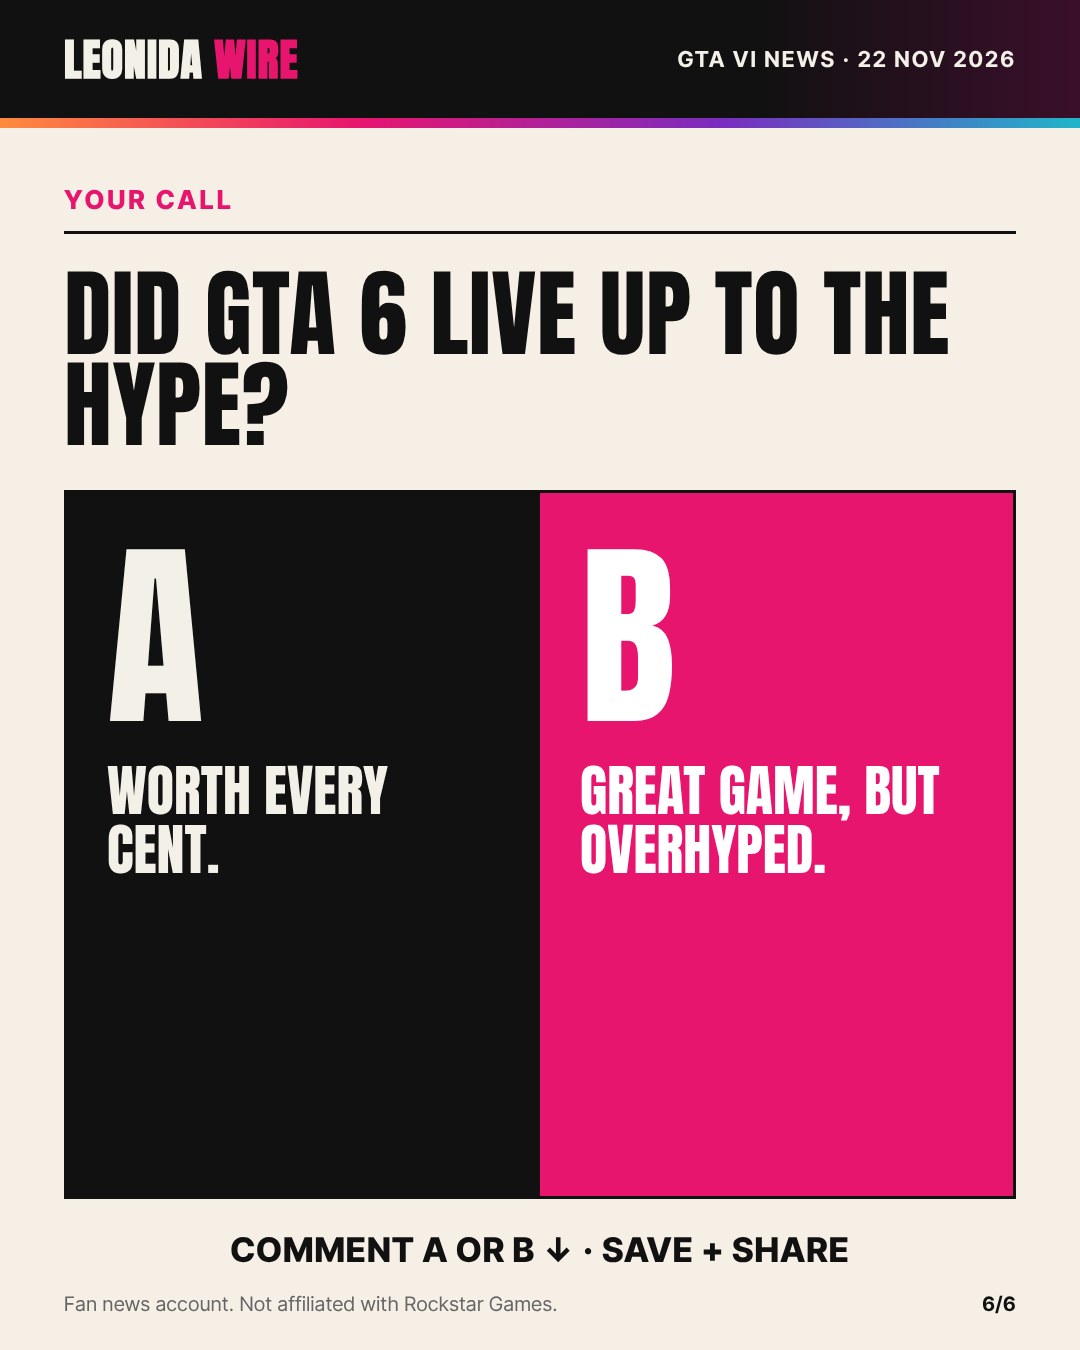 LEONIDA WIRE
GTA VI NEWS · 22 NOV 2026
YOUR CALL
DID GTA 6 LIVE UP TO THE
HYPE?
A
WORTH EVERY
CENT.
B
GREAT GAME, BUT
OVERHYPED.
COMMENT A OR B ↓ · SAVE + SHARE
Fan news account. Not affiliated with Rockstar Games.
6/6